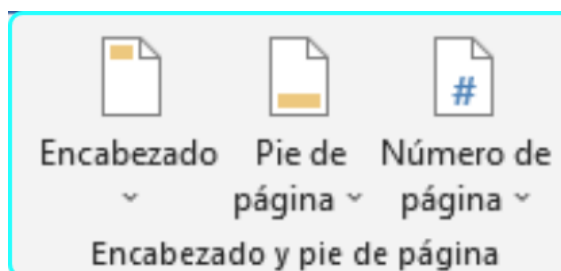 #
Encabezado Pie de Número de
página página
Encabezado y pie de página